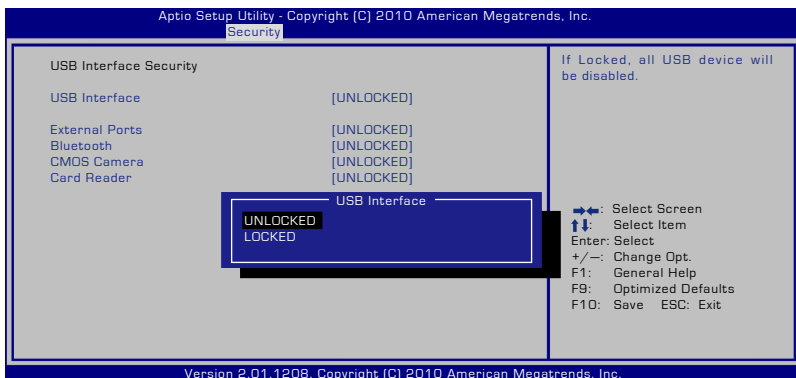 Aptio Setup Utility - Copyright (C) 2010 American Megatrends, Inc.
Security
USB Interface Security
USB Interface [UNLOCKED]
External Ports [UNLOCKED]
Bluetooth [UNLOCKED]
CMOS Camera [UNLOCKED]
Card Reader [UNLOCKED]
USB Interface
UNLOCKED
LOCKED
If Locked, all USB device will
be disabled.
→←: Select Screen
↑↓: Select Item
Enter: Select
+/—: Change Opt.
F1: General Help
F9: Optimized Defaults
F10: Save ESC: Exit
Version 2.01.1208. Copyright (C) 2010 American Megatrends, Inc.